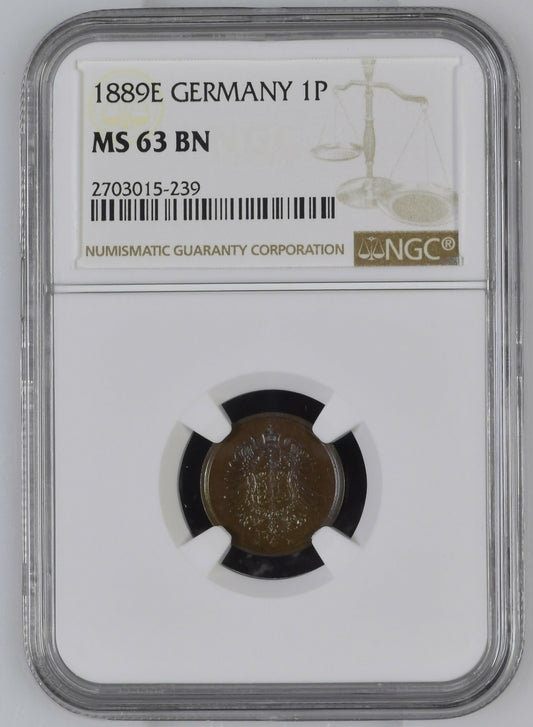 1889E GERMANY 1P
MS 63 BN
2703015-239
NUMISMATIC GUARANTY CORPORATION
NGC®